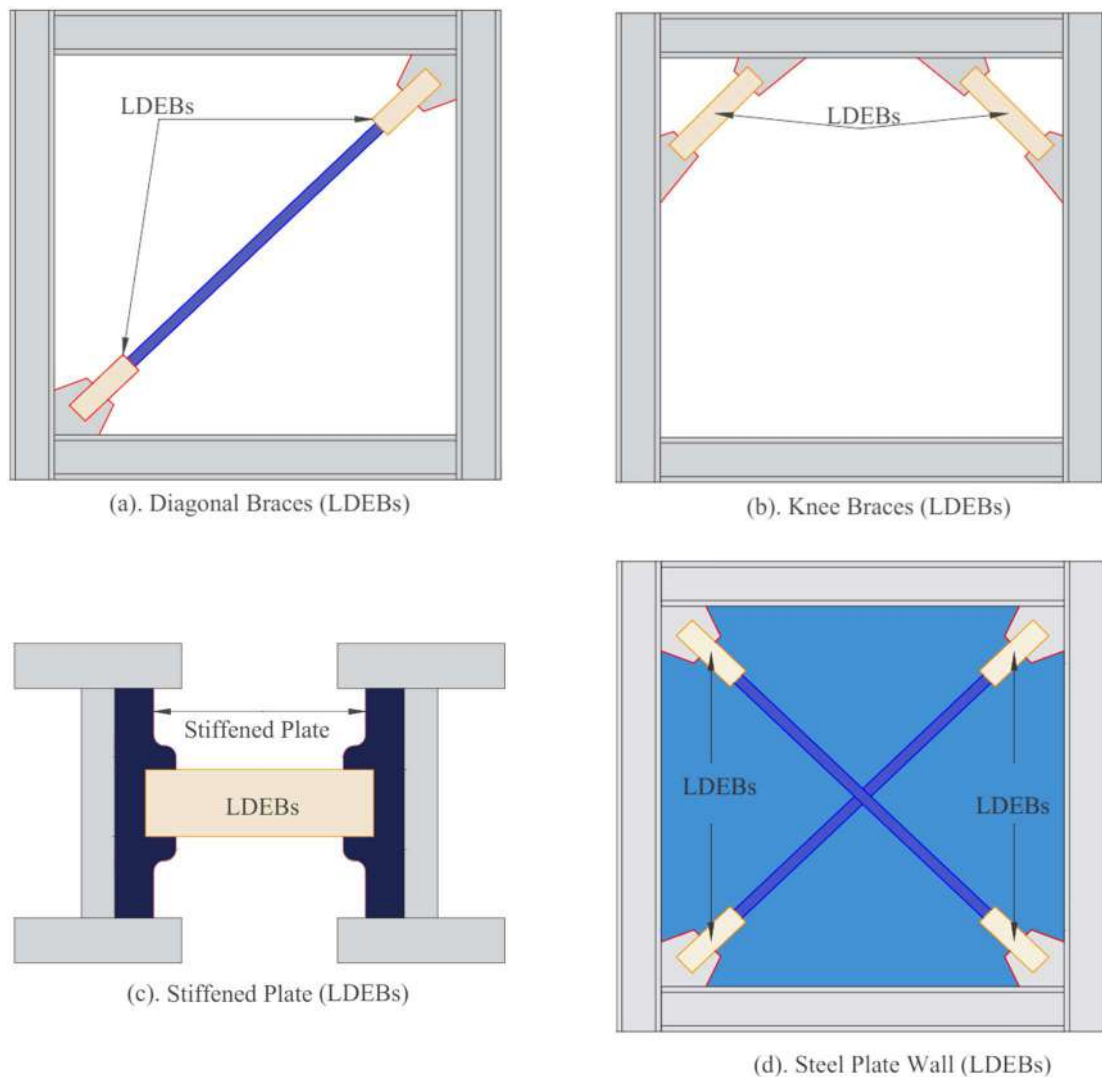 LDEBs
LDEBs
(a). Diagonal Braces (LDEBs)
(b). Knee Braces (LDEBs)
Stiffened Plate
LDEBs
LDEBs
LDEBs
(c). Stiffened Plate (LDEBs)
(d). Steel Plate Wall (LDEBs)